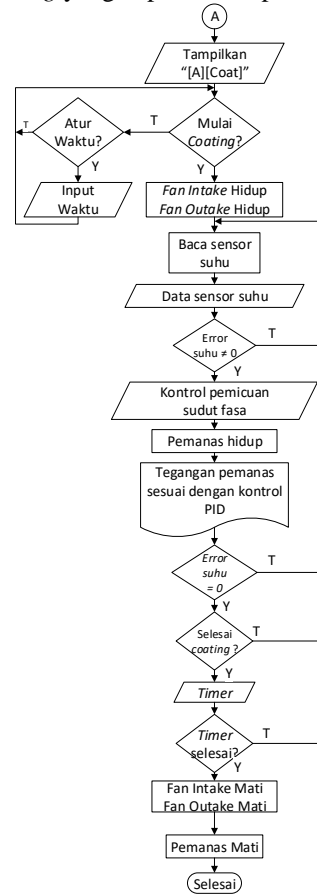 A
Tampilkan
“[A][Coat]”
Mulai
Coating?
T
Atur
Waktu?
T
Y
Input
Waktu
Y
Fan Intake Hidup
Fan Outake Hidup
Baca sensor
suhu
Data sensor suhu
Error
suhu ≠ 0
T
Y
Kontrol pemicuan
sudut fasa
Pemanas hidup
Tegangan pemanas
sesuai dengan kontrol
PID
Error
suhu
= 0
T
Y
Selesai
coating ?
T
Y
Timer
Timer
selesai?
T
Y
Fan Intake Mati
Fan Outake Mati
Pemanas Mati
Selesai